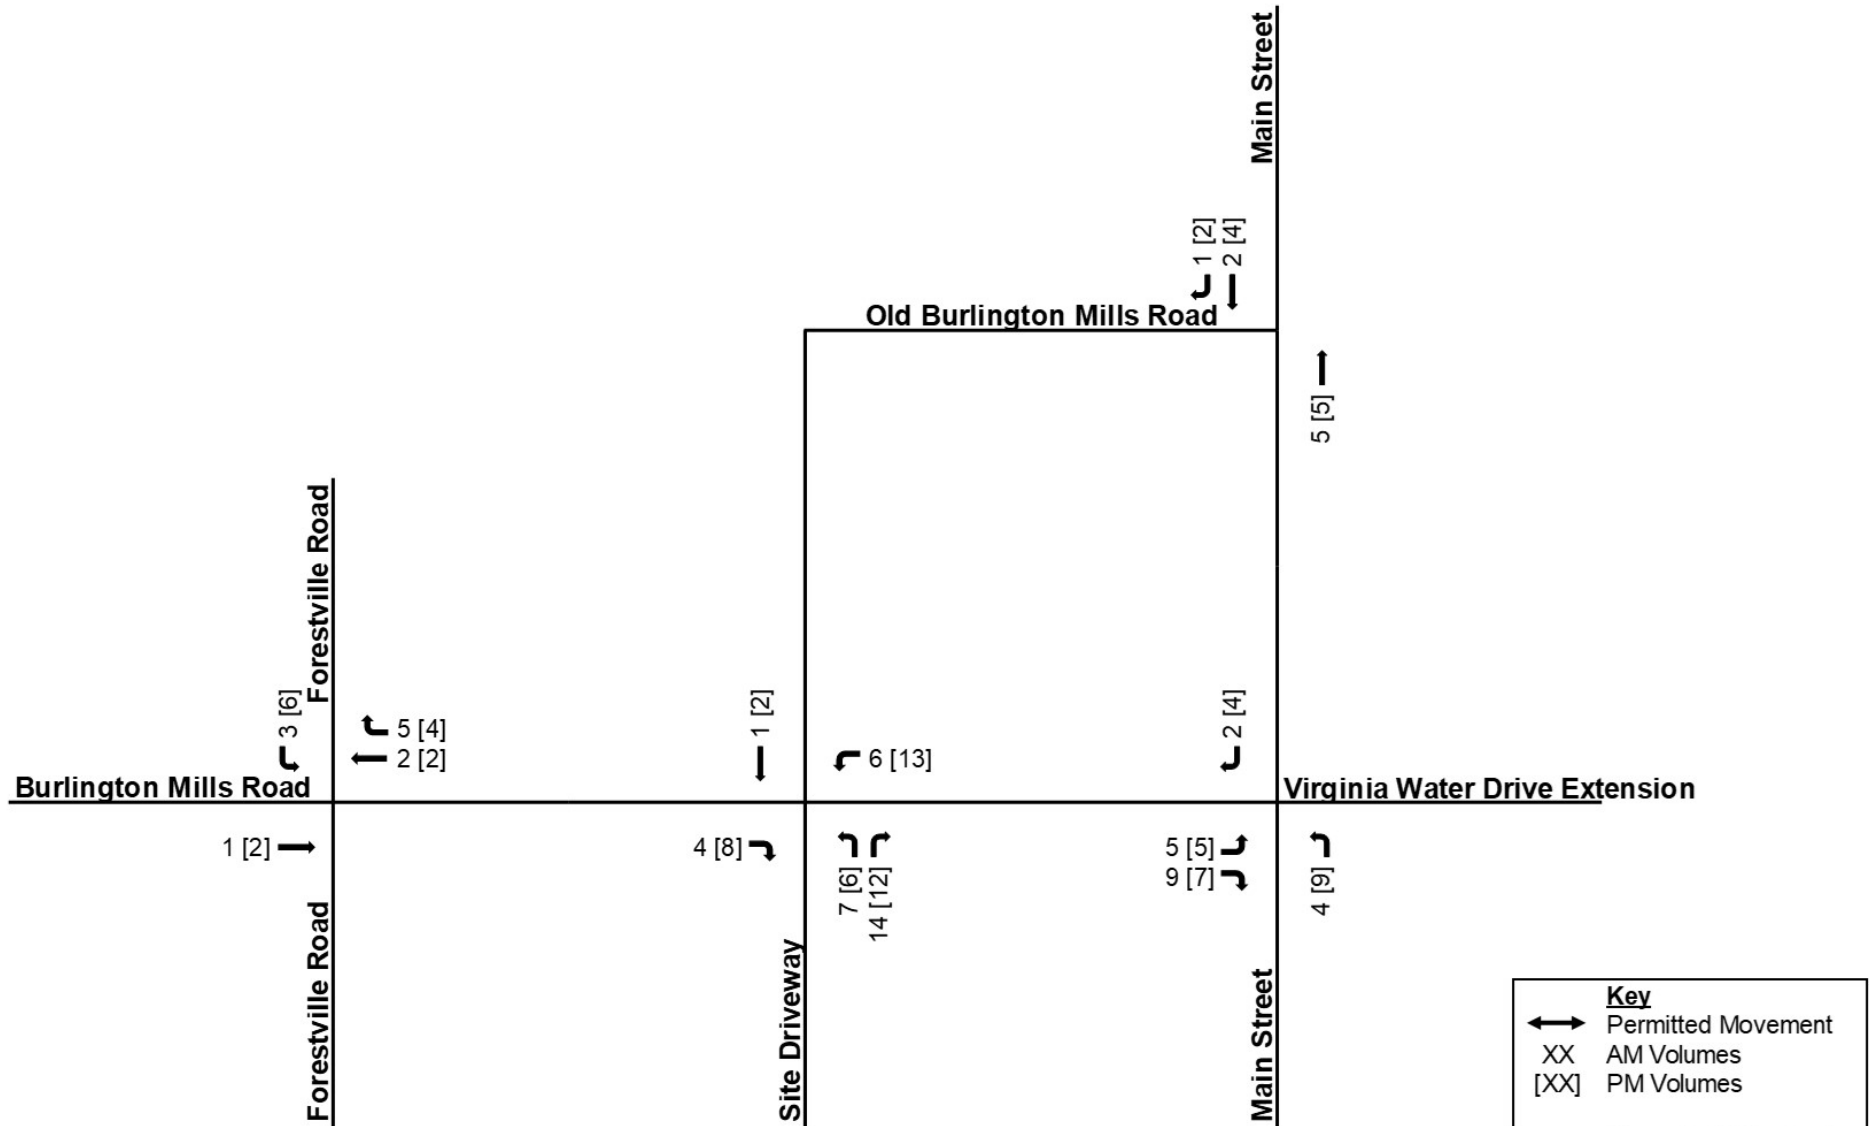 Main Street
1 [2]
2 [4]
Old Burlington Mills Road
5 [5]
Forestville Road
3 [6]
5 [4]
2 [2]
1 [2]
6 [13]
2 [4]
Burlington Mills Road
Virginia Water Drive Extension
1 [2]
4 [8]
7 [6]
14 [12]
5 [5]
9 [7]
4 [9]
Forestville Road
Site Driveway
Main Street
Key
Permitted Movement
XX AM Volumes
[XX] PM Volumes